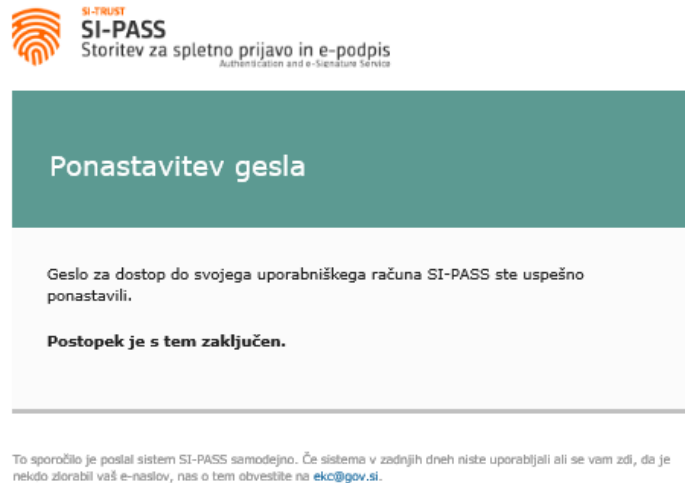 SI-TRUST
SI-PASS
Storitev za spletno prijavo in e-podpis
Authentication and e-Signature Service
Ponastavitev gesla
Geslo za dostop do svojega uporabniškega računa SI-PASS ste uspešno
ponastavili.
Postopek je s tem zaključen.
To sporočilo je poslal sistem SI-PASS samodejno. Če sistema v zadnjih dneh niste uporabljali ali se vam zdi, da je
nekdo zlorabil vaš e-naslov, nas o tem obvestite na ekc@gov.si.